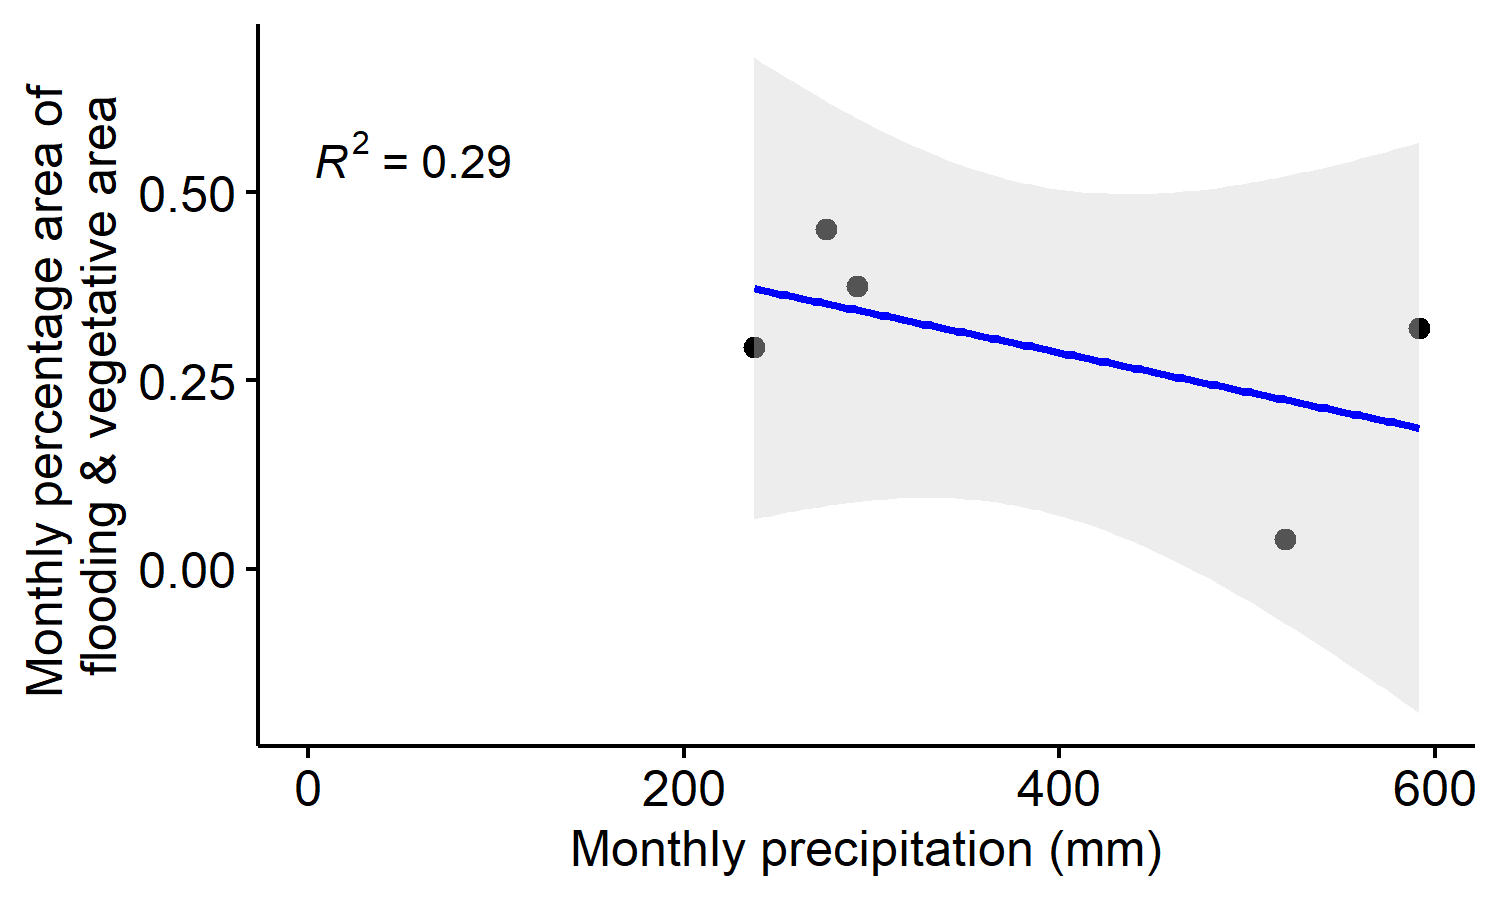 Monthly percentage area of
flooding & vegetative area
R² = 0.29
0.50
0.25
0.00
0
200
400
600
Monthly precipitation (mm)